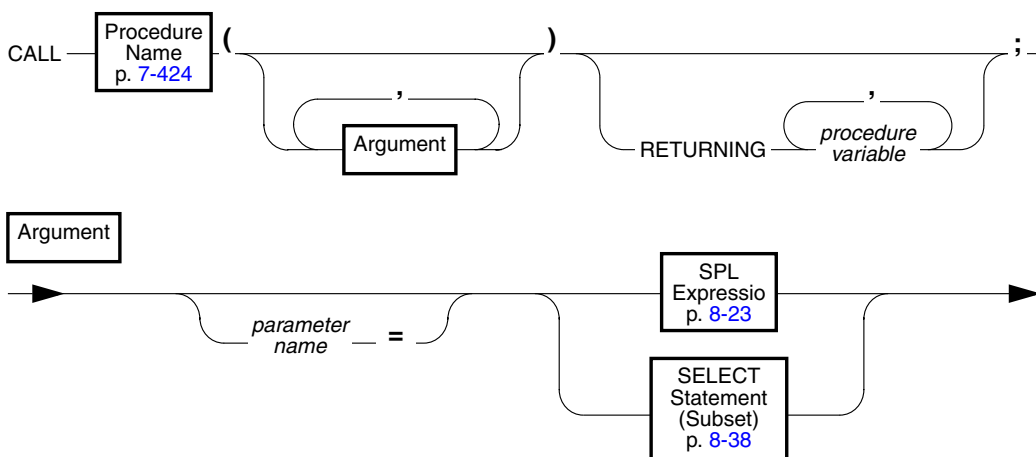 CALL
Procedure
Name
p. 7-424
(
,
Argument
)
RETURNING
,
procedure
variable
;
Argument
parameter
name
=
SPL
Expressio
p. 8-23
SELECT
Statement
(Subset)
p. 8-38